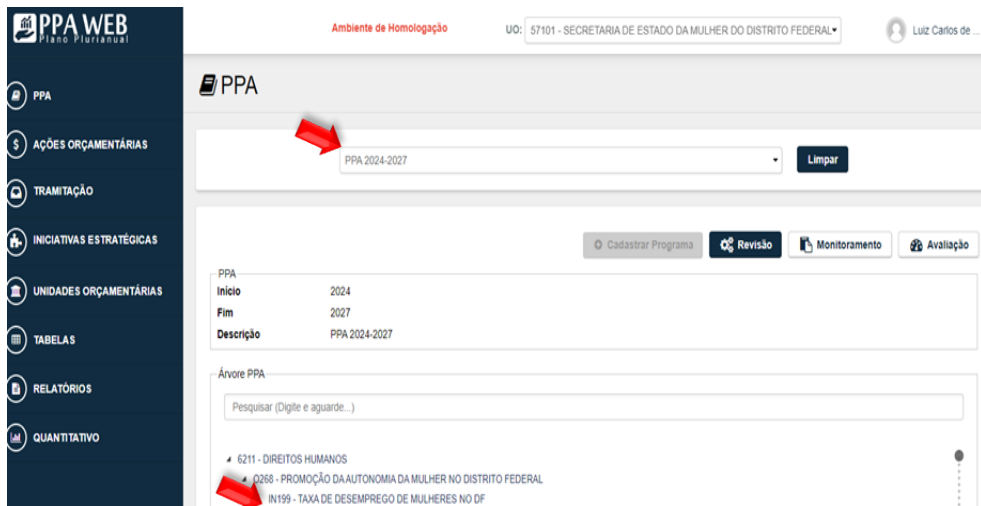 PPA WEB
Plano Plurianual
Ambiente de Homologação
UO: 57101 - SECRETARIA DE ESTADO DA MULHER DO DISTRITO FEDERAL
Luiz Carlos de ...
PPA
AÇÕES ORÇAMENTÁRIAS
TRAMITAÇÃO
INICIATIVAS ESTRATÉGICAS
UNIDADES ORÇAMENTÁRIAS
TABELAS
RELATÓRIOS
QUANTITATIVO
PPA
PPA 2024-2027
Limpar
Cadastrar Programa
Revisão
Monitoramento
Avaliação
PPA
Início 2024
Fim 2027
Descrição PPA 2024-2027
Árvore PPA
Pesquisar (Digite e aguarde...)
6211 - DIREITOS HUMANOS
O268 - PROMOÇÃO DA AUTONOMIA DA MULHER NO DISTRITO FEDERAL
IN199 - TAXA DE DESEMPREGO DE MULHERES NO DF